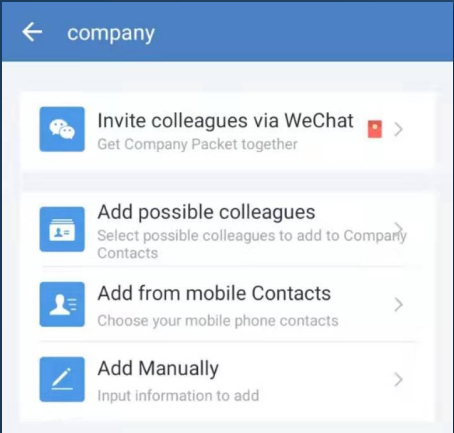 company
Invite colleagues via WeChat
Get Company Packet together
Add possible colleagues
Select possible colleagues to add to Company
Contacts
Add from mobile Contacts
Choose your mobile phone contacts
Add Manually
Input information to add